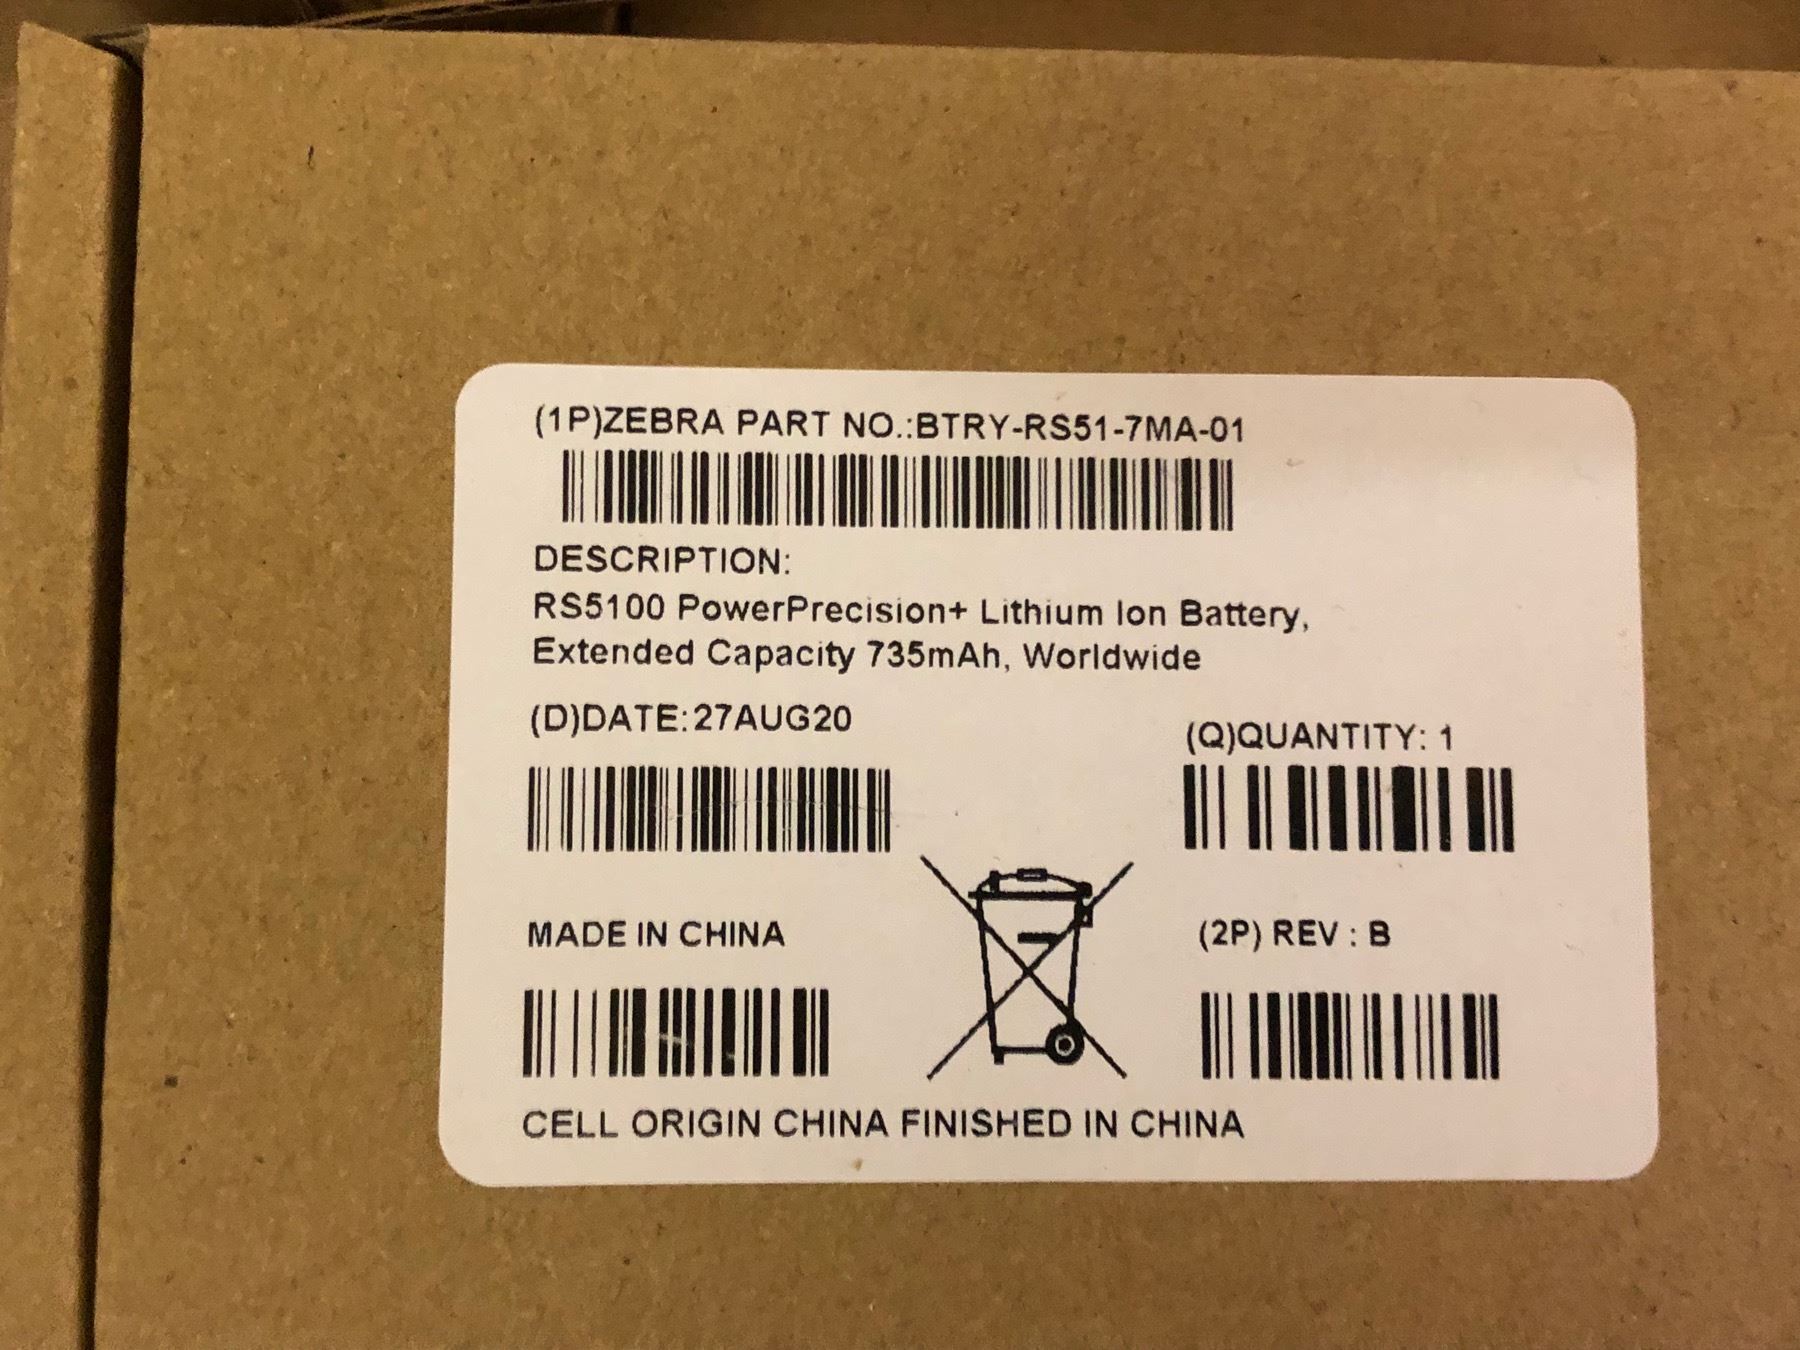 (1P)ZEBRA PART NO.:BTRY-RS51-7MA-01
DESCRIPTION:
RS5100 PowerPrecision+ Lithium Ion Battery,
Extended Capacity 735mAh, Worldwide
(D)DATE:27AUG20
(Q)QUANTITY: 1
MADE IN CHINA
(2P) REV : B
CELL ORIGIN CHINA FINISHED IN CHINA